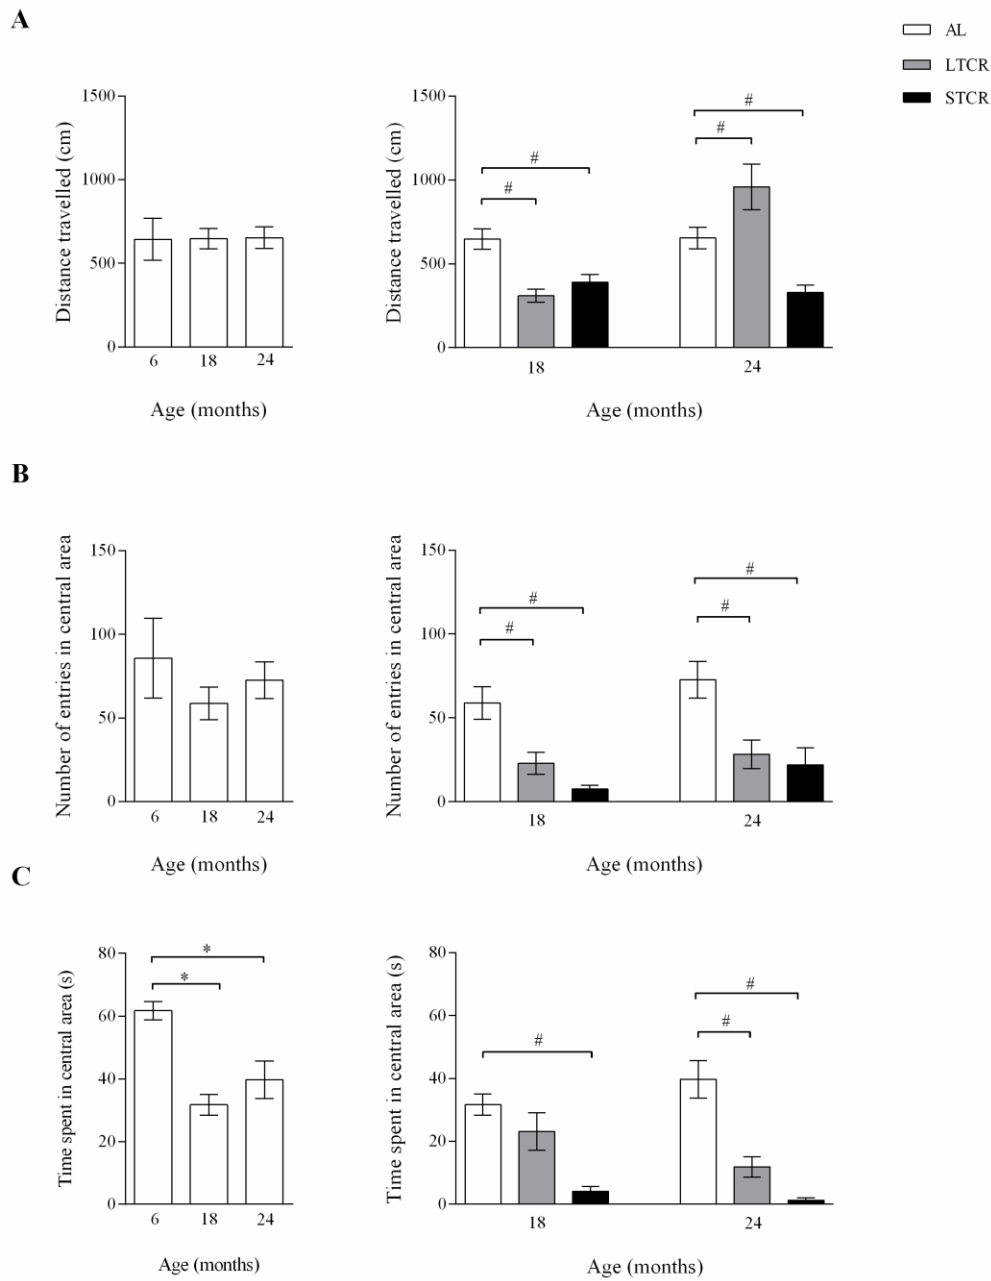 A
AL
LTCR
STCR
Distance travelled (cm)
1500
1000
500
0
6 18 24
Age (months)
Distance travelled (cm)
1500
1000
500
0
# # # #
18 24
Age (months)
B
Number of entries in central area
150
100
50
0
6 18 24
Age (months)
Number of entries in central area
150
100
50
0
# # # #
18 24
Age (months)
C
Time spent in central area (s)
80
60
40
20
0
*
*
6 18 24
Age (months)
Time spent in central area (s)
80
60
40
20
0
# # #
18 24
Age (months)